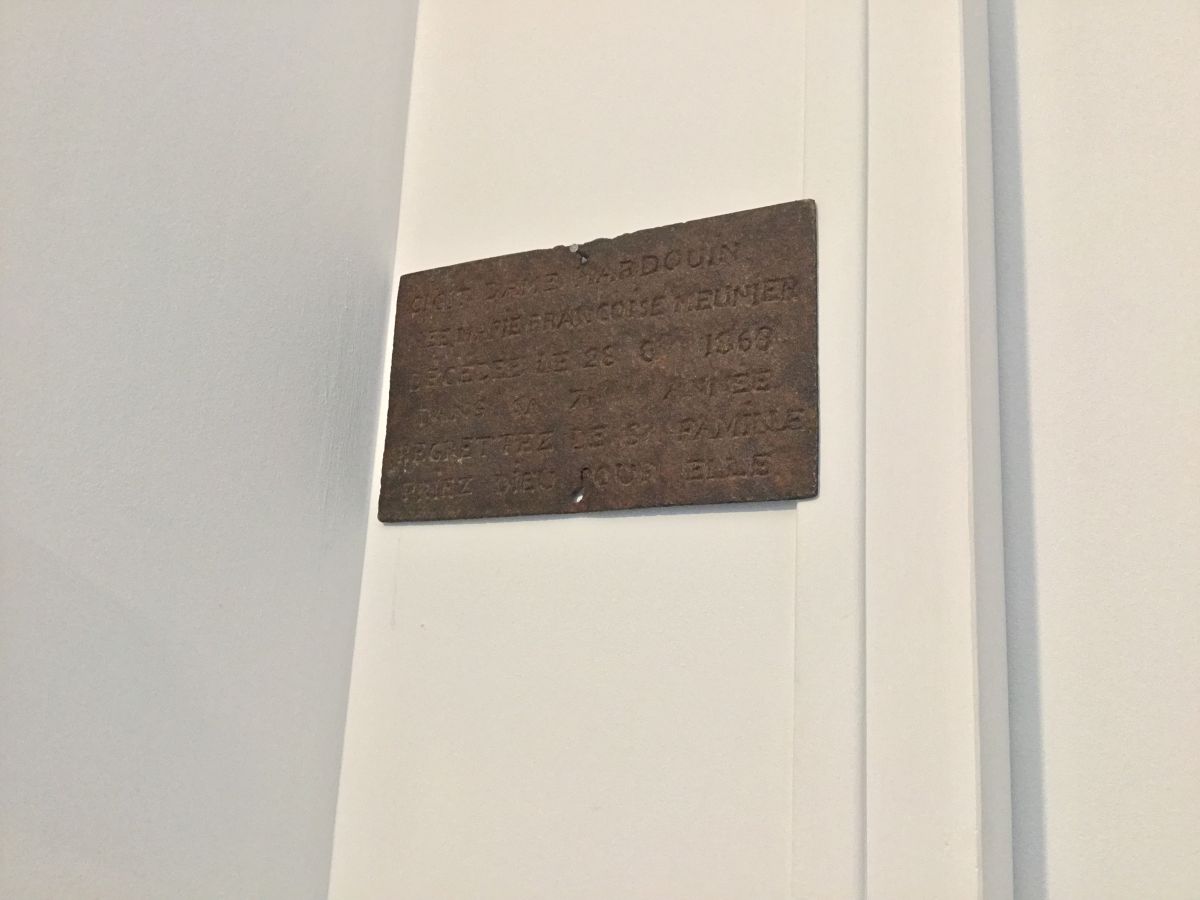 CI GIT DAME HARDOUIN
NEE MARIE FRANCOISE MEUNIER
DECEDEE LE 28 8 1868
DANS SA ANNEE
REGRETTEZ DE SA FAMILLE
PRIEZ DIEU POUR ELLE